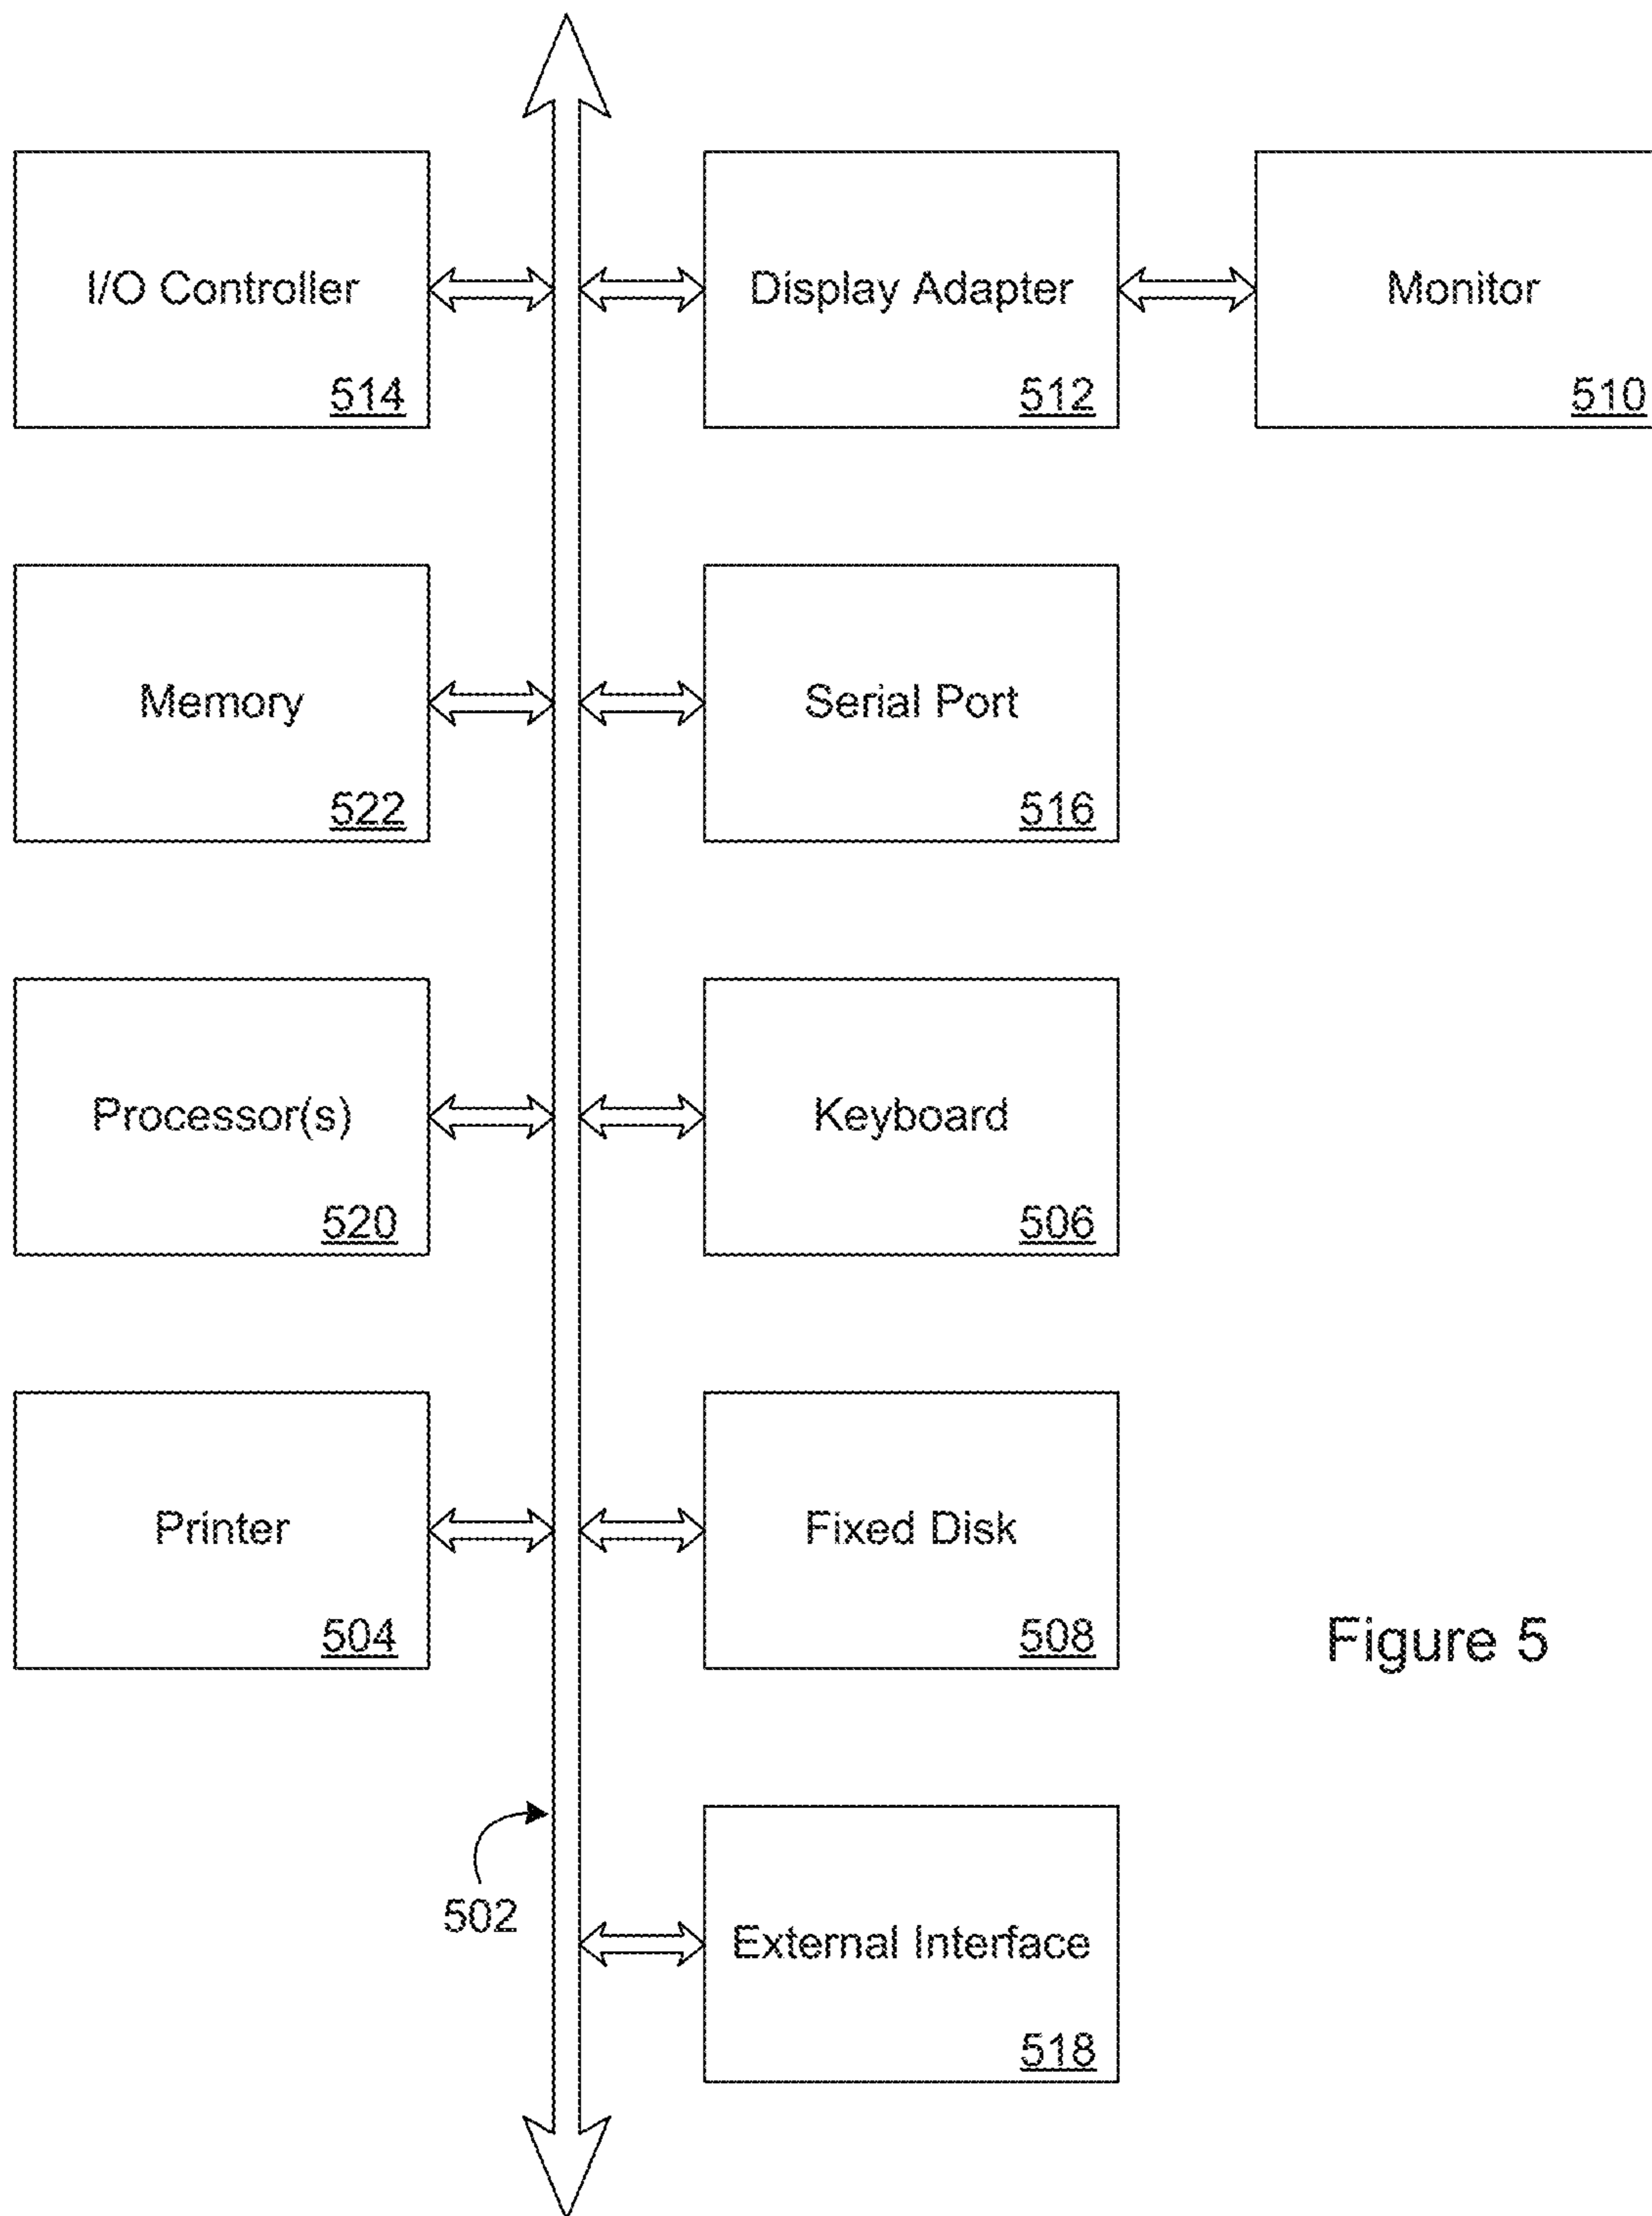 I/O Controller
514
Display Adapter
512
Monitor
510
Memory
522
Serial Port
516
Processor(s)
520
Keyboard
506
Printer
504
Fixed Disk
508
Figure 5
502
External Interface
518